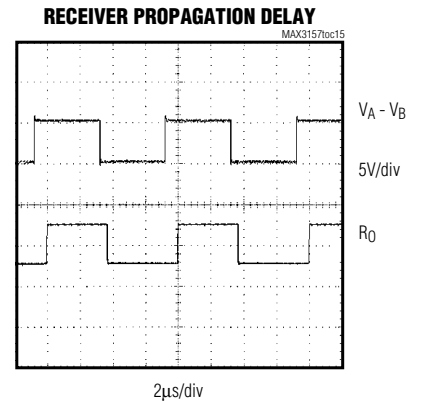 RECEIVER PROPAGATION DELAY
MAX3157toc15
VA - VB
5V/div
RO
2μs/div